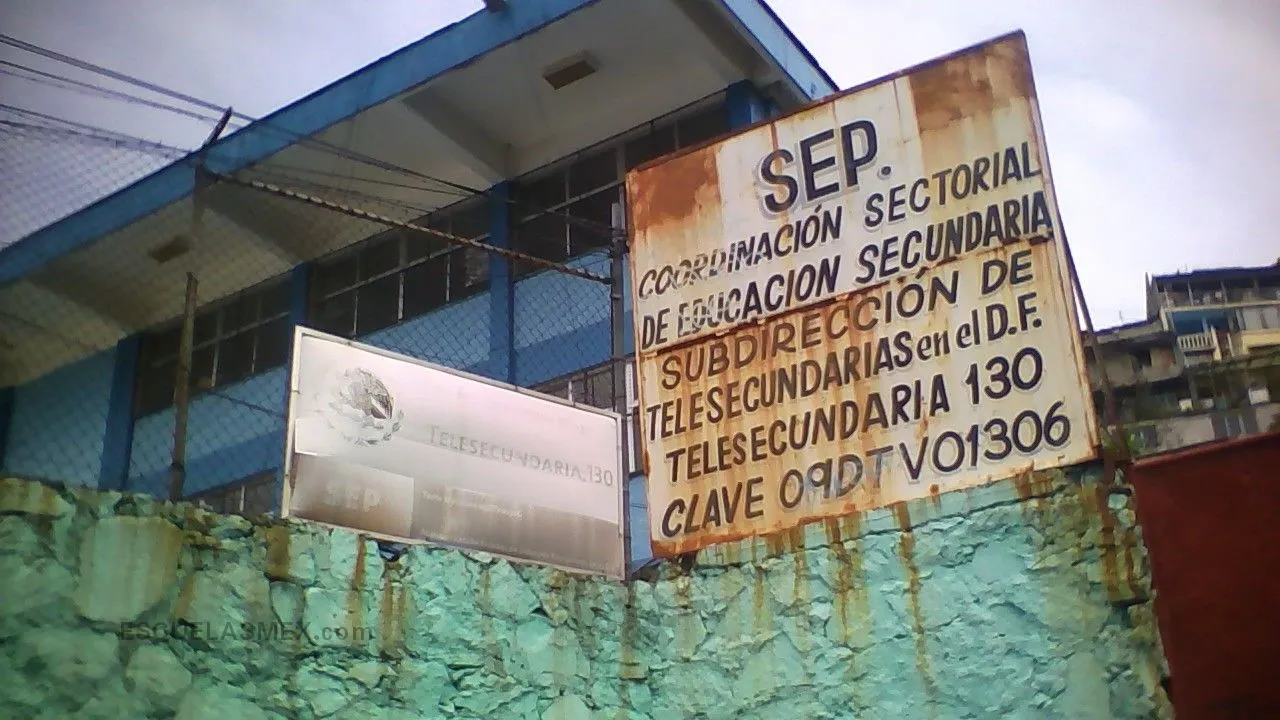 SEP.
COORDINACIÓN SECTORIAL
DE EDUCACION SECUNDARIA
SUBDIRECCIÓN DE
TELESECUNDARIAS en el D.F.
TELESECUNDARIA 130
CLAVE 09DTV01306
TELESECUNDARIA 130
SEP
ESCUELASMEX.com